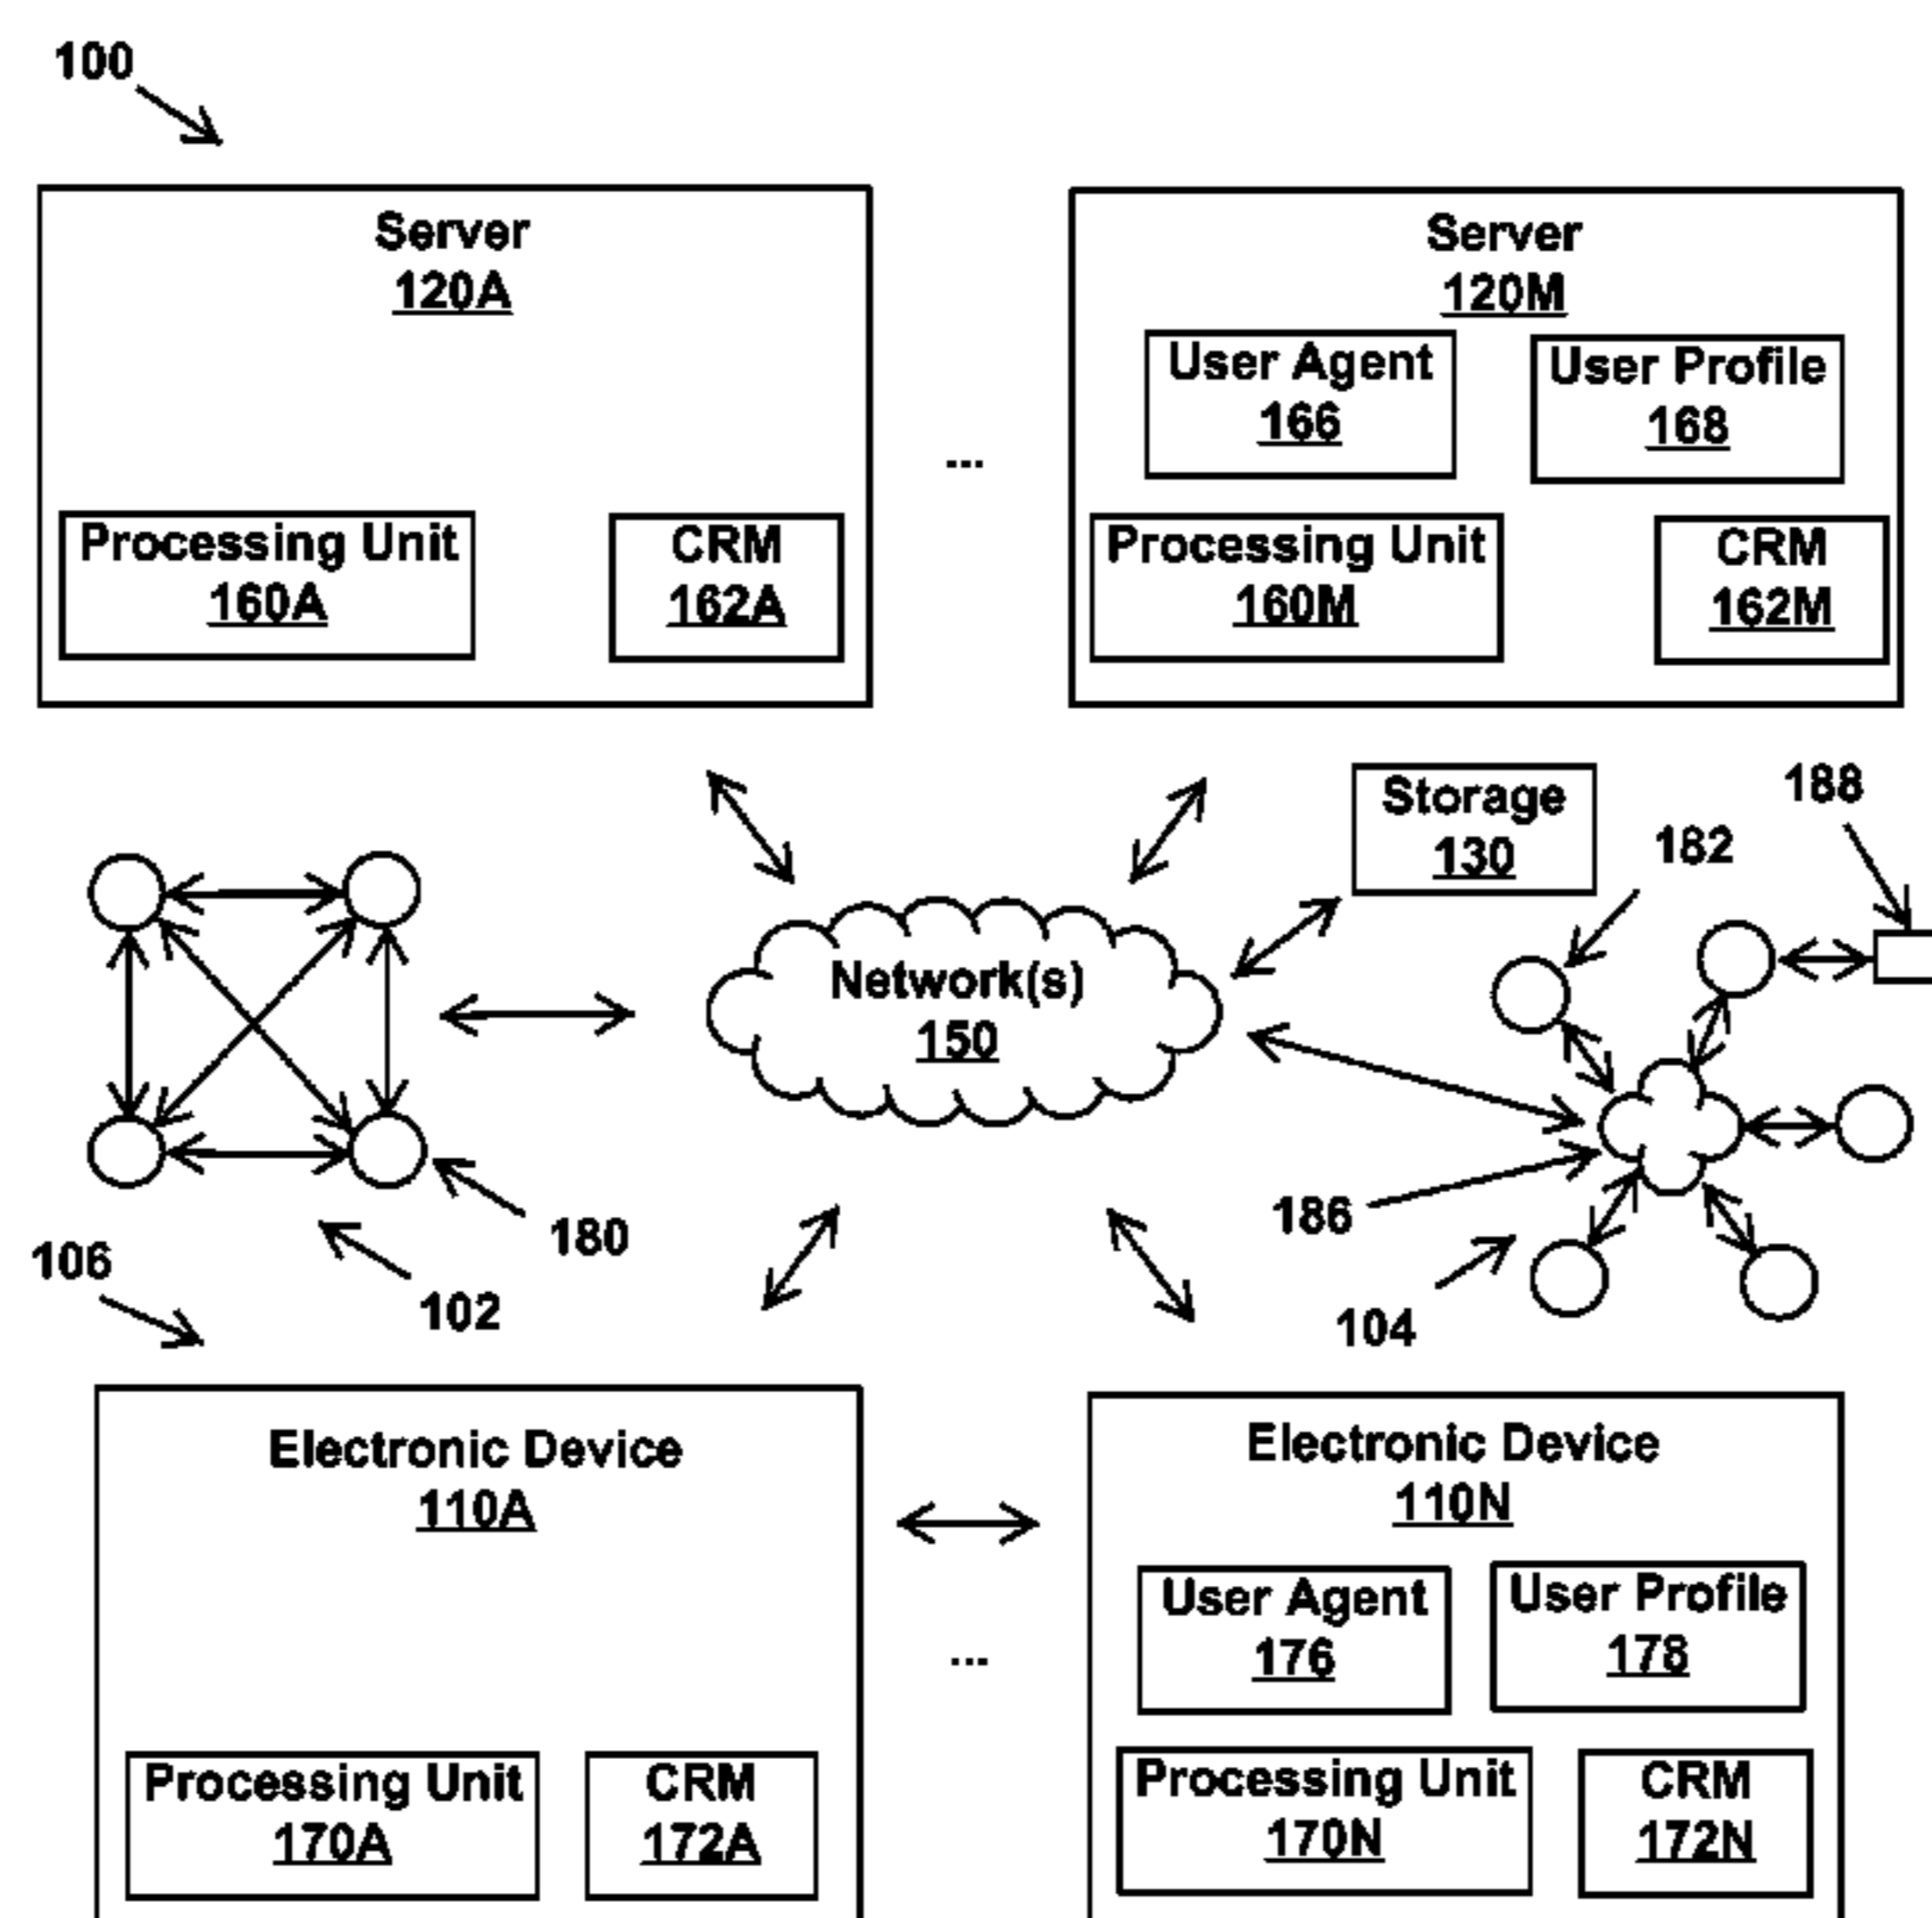 100
Server
120A
Processing Unit
160A
CRM
162A
...
Server
120M
User Agent
166
User Profile
168
Processing Unit
160M
CRM
162M
Storage
130
188
182
Network(s)
150
180
102
106
186
104
Electronic Device
110A
Processing Unit
170A
CRM
172A
...
Electronic Device
110N
User Agent
176
User Profile
178
Processing Unit
170N
CRM
172N